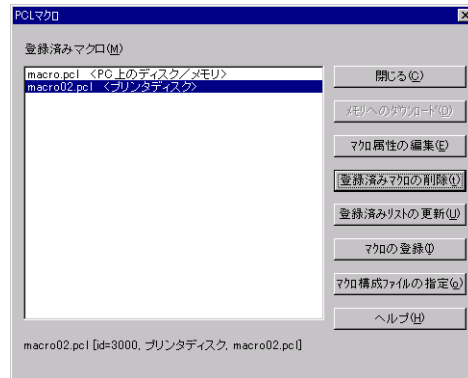 PCLマクロ
登録済みマクロ(M)
macro.pcl <PC上のディスク/メモリ>
macro02.pcl <プリンタディスク>
閉じる(C)
メモリへのダウンロード(D)
マクロ属性の編集(E)
登録済みマクロの削除(t)
登録済みリストの更新(U)
マクロの登録(I)
マクロ構成ファイルの指定(g)
ヘルプ(H)
macro02.pcl [id=3000, プリンタディスク, macro02.pcl]